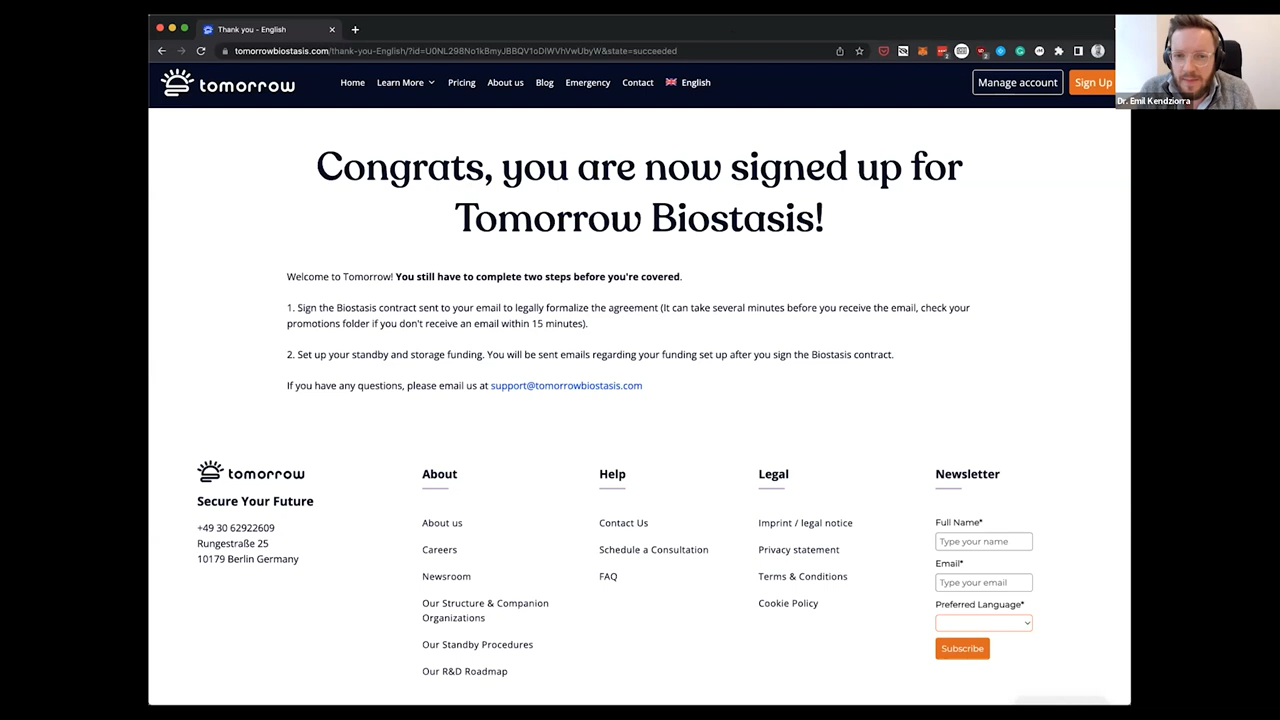 Thank you - English
tomorrowbiostasis.com/thank-you-English/?id=U0NL298No1kBmyJBBQV1oDlWVhVwUbyW&state=succeeded
tomorrow
Home
Learn More
Pricing
About us
Blog
Emergency
Contact
English
Manage account
Sign Up
Dr. Emil Kendziorra
Congrats, you are now signed up for
Tomorrow Biostasis!
Welcome to Tomorrow! You still have to complete two steps before you're covered.
1. Sign the Biostasis contract sent to your email to legally formalize the agreement (It can take several minutes before you receive the email, check your
promotions folder if you don't receive an email within 15 minutes).
2. Set up your standby and storage funding. You will be sent emails regarding your funding set up after you sign the Biostasis contract.
If you have any questions, please email us at support@tomorrowbiostasis.com
tomorrow
Secure Your Future
+49 30 62922609
Rungestraße 25
10179 Berlin Germany
About
About us
Careers
Newsroom
Our Structure & Companion
Organizations
Our Standby Procedures
Our R&D Roadmap
Help
Contact Us
Schedule a Consultation
FAQ
Legal
Imprint / legal notice
Privacy statement
Terms & Conditions
Cookie Policy
Newsletter
Full Name*
Type your name
Email*
Type your email
Preferred Language*
Subscribe